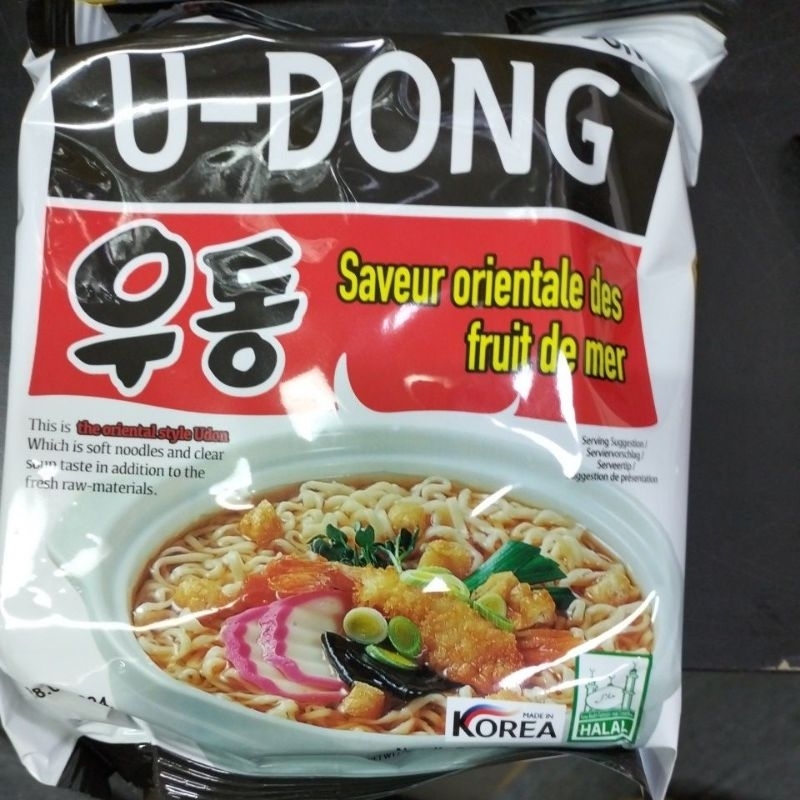 U-DONG
우동
Saveur orientale des
fruit de mer
This is the oriental style Udon
Which is soft noodles and clear
soup taste in addition to the
fresh raw-materials.
Serving Suggestion /
Serviervorschlag /
Serveertip /
ggestion de présentation
MADE IN
KOREA
HALAL